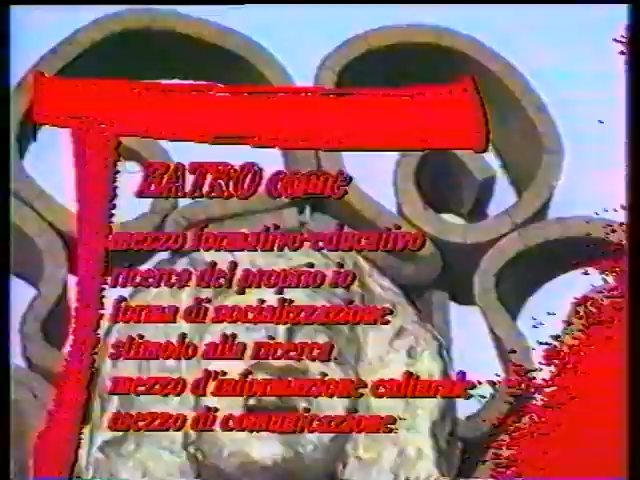 TEATRO come
mezzo formativo-educativo
ricerca del proprio io
forma di socializzazione
stimolo alla ricerca
mezzo d'informazione culturale
mezzo di comunicazione